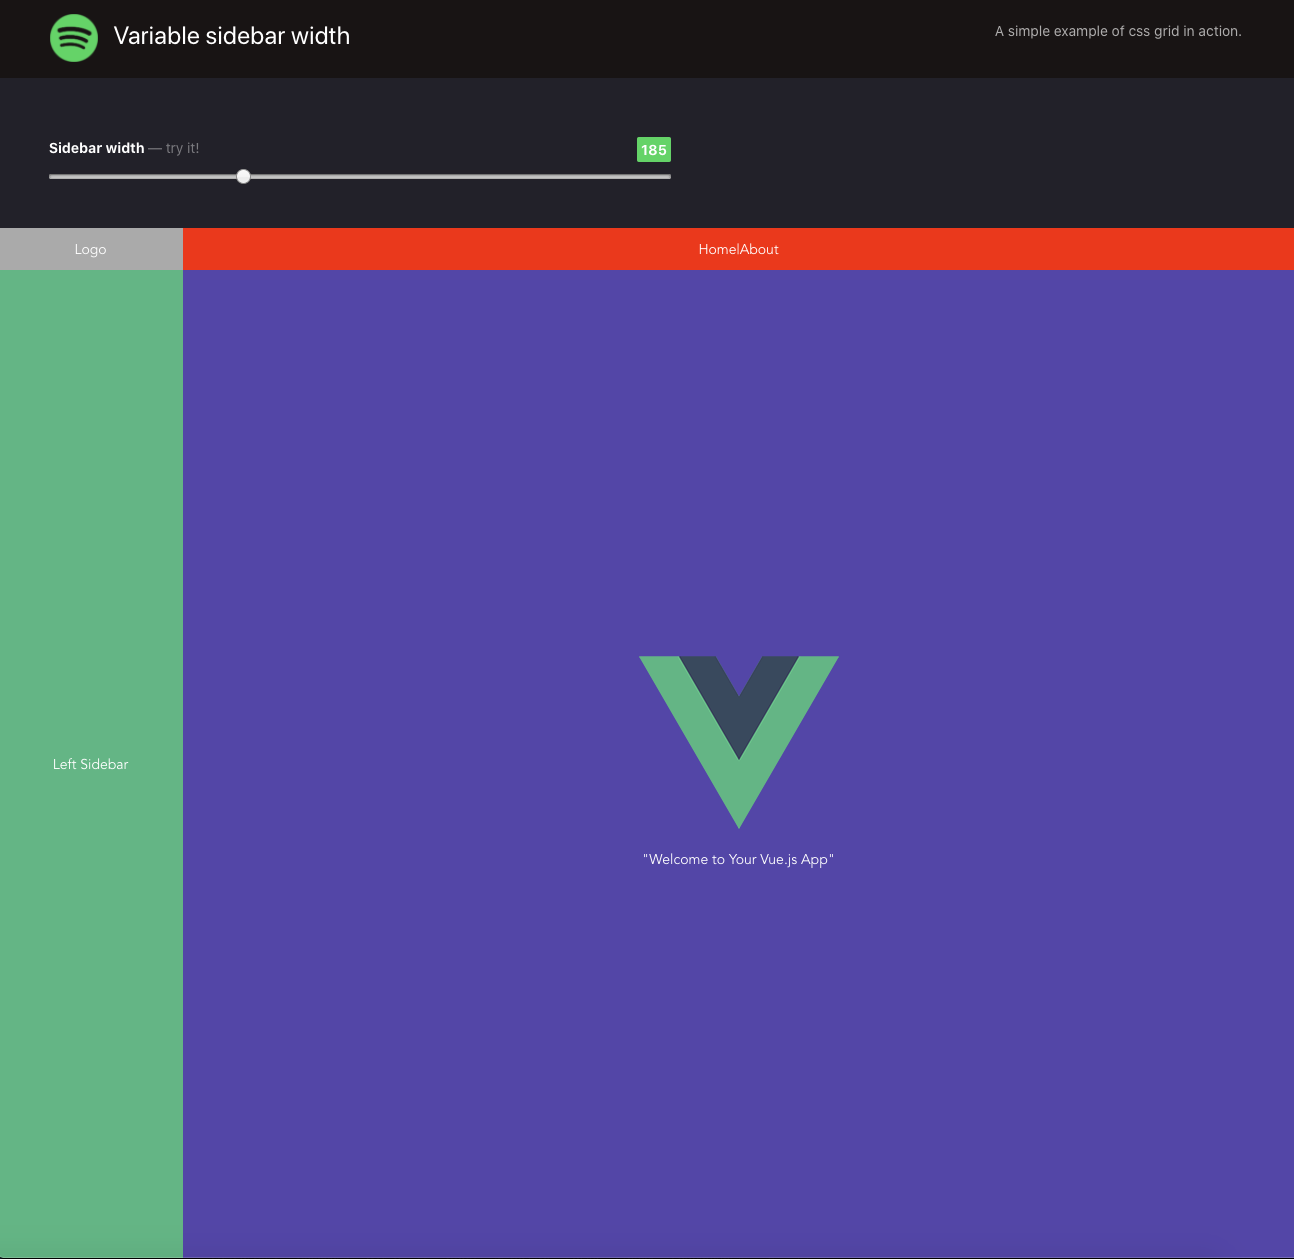 Variable sidebar width
A simple example of css grid in action.
Sidebar width — try it!
185
Logo
Home|About
Left Sidebar
"Welcome to Your Vue.js App"